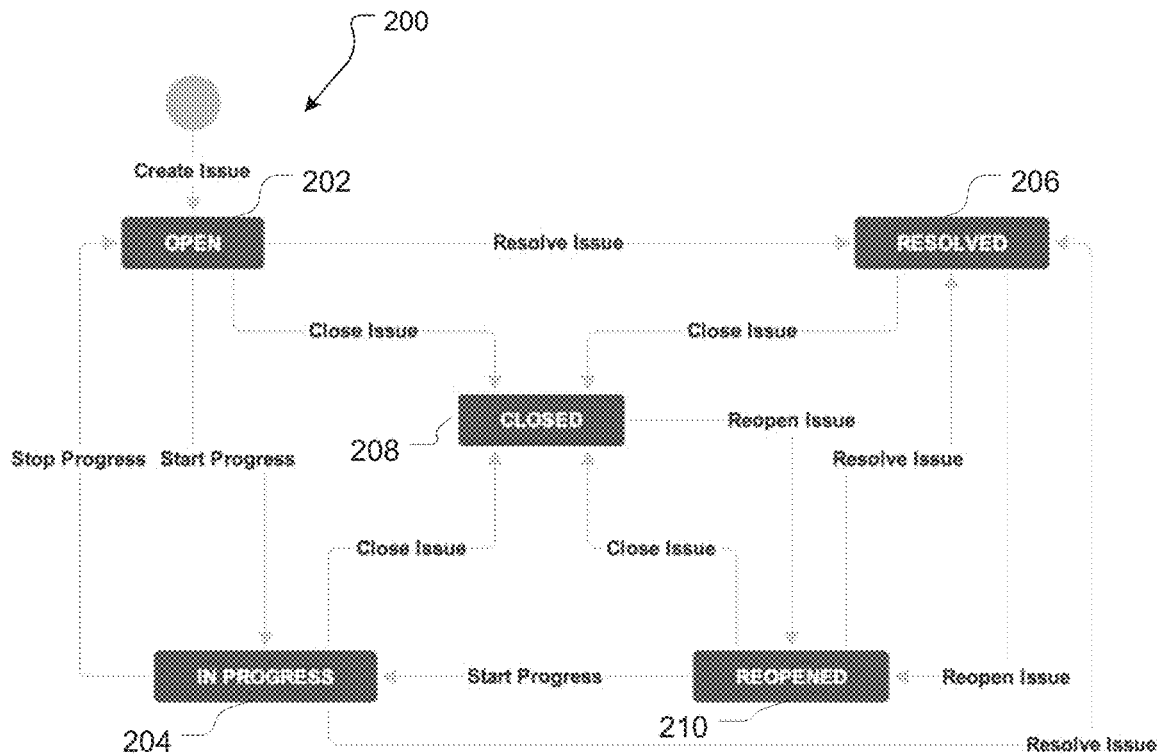 200
Create Issue
202
206
OPEN
Resolve Issue
RESOLVED
Close Issue
Close Issue
CLOSED
Reopen Issue
208
Stop Progress
Start Progress
Resolve Issue
Close Issue
Close Issue
IN PROGRESS
Start Progress
REOPENED
Reopen Issue
204
210
Resolve Issue